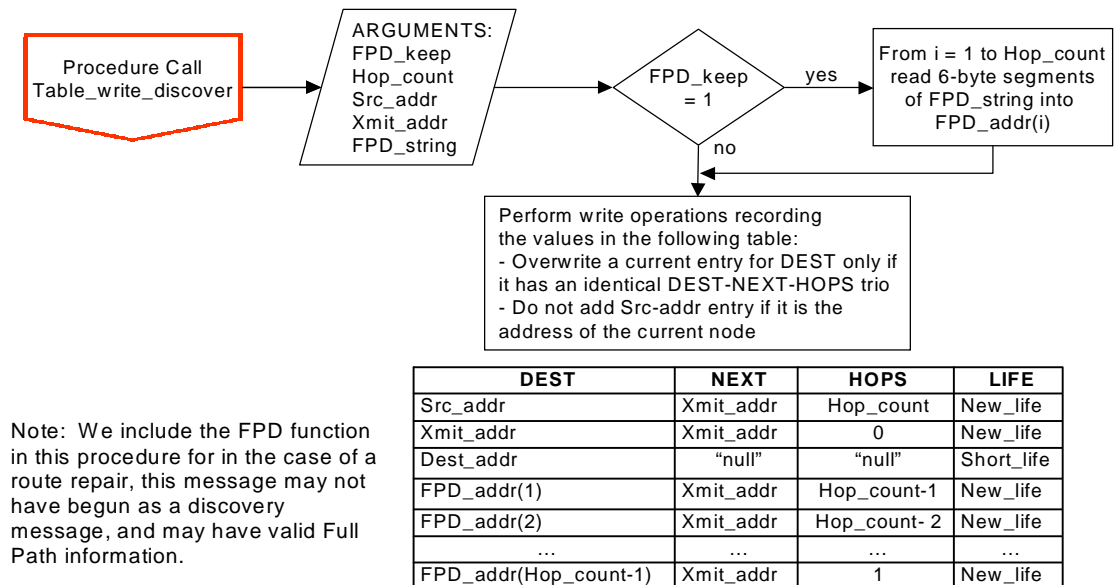 Procedure Call
Table_write_discover
ARGUMENTS:
FPD_keep
Hop_count
Src_addr
Xmit_addr
FPD_string
FPD_keep
= 1
yes
no
From i = 1 to Hop_count
read 6-byte segments
of FPD_string into
FPD_addr(i)
Perform write operations recording
the values in the following table:
- Overwrite a current entry for DEST only if
it has an identical DEST-NEXT-HOPS trio
- Do not add Src-addr entry if it is the
address of the current node
Note: We include the FPD function
in this procedure for in the case of a
route repair, this message may not
have begun as a discovery
message, and may have valid Full
Path information.
DEST NEXT HOPS LIFE
Src_addr Xmit_addr Hop_count New_life
Xmit_addr Xmit_addr 0 New_life
Dest_addr “null” “null” Short_life
FPD_addr(1) Xmit_addr Hop_count-1 New_life
FPD_addr(2) Xmit_addr Hop_count- 2 New_life
... ... ... ...
FPD_addr(Hop_count-1) Xmit_addr 1 New_life